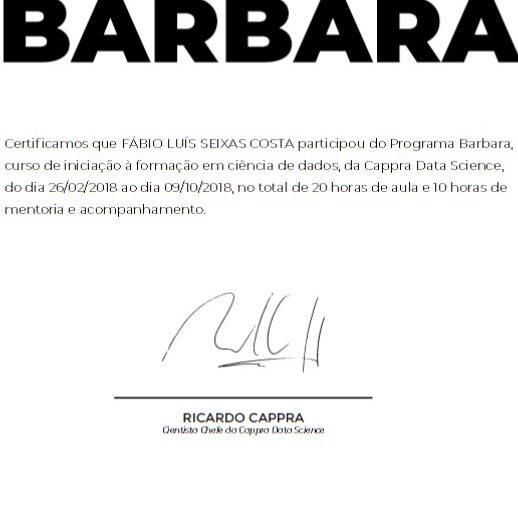 BARBARA
Certificamos que FÁBIO LUÍS SEIXAS COSTA participou do Programa Barbara,
curso de iniciação à formação em ciência de dados, da Cappra Data Science,
do dia 26/02/2018 ao dia 09/10/2018, no total de 20 horas de aula e 10 horas de
mentoria e acompanhamento.
RICARDO CAPPRA
Cientista Chefe da Cappra Data Science